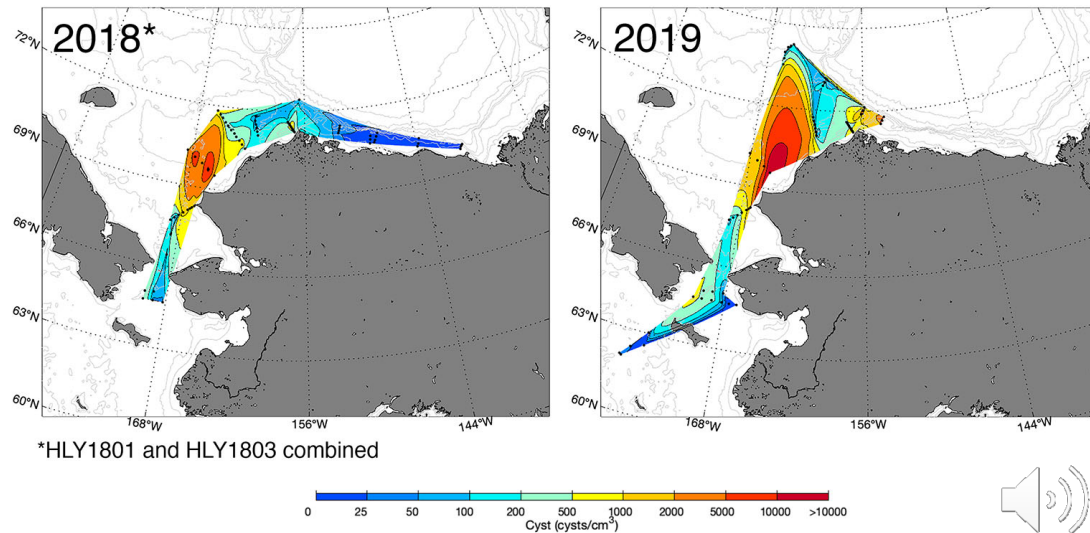 2018*
2019
72°N
69°N
66°N
63°N
60°N
168°W
156°W
144°W
72°N
69°N
66°N
63°N
60°N
168°W
156°W
144°W
*HLY1801 and HLY1803 combined
0 25 50 100 200 500 1000 2000 5000 10000 >10000
Cyst (cysts/cm³)